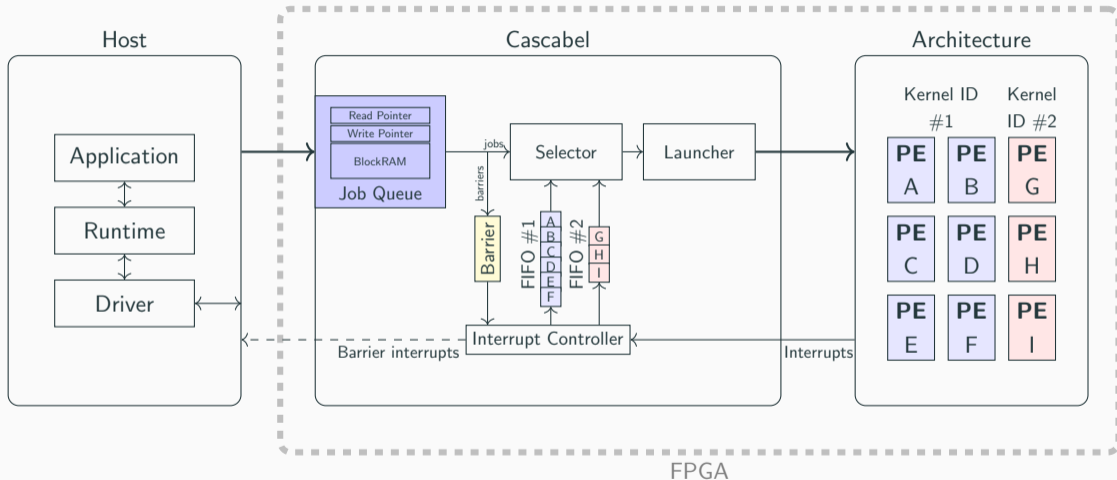 Host
Application
Runtime
Driver
Cascabel
Read Pointer
Write Pointer
BlockRAM
Job Queue
jobs
barriers
Selector
Launcher
Barrier
FIFO #1
A
B
C
D
E
F
FIFO #2
G
H
I
Interrupt Controller
Barrier interrupts
Interrupts
Architecture
Kernel ID
#1
Kernel
ID #2
PE
A
PE
B
PE
G
PE
C
PE
D
PE
H
PE
E
PE
F
PE
I
FPGA